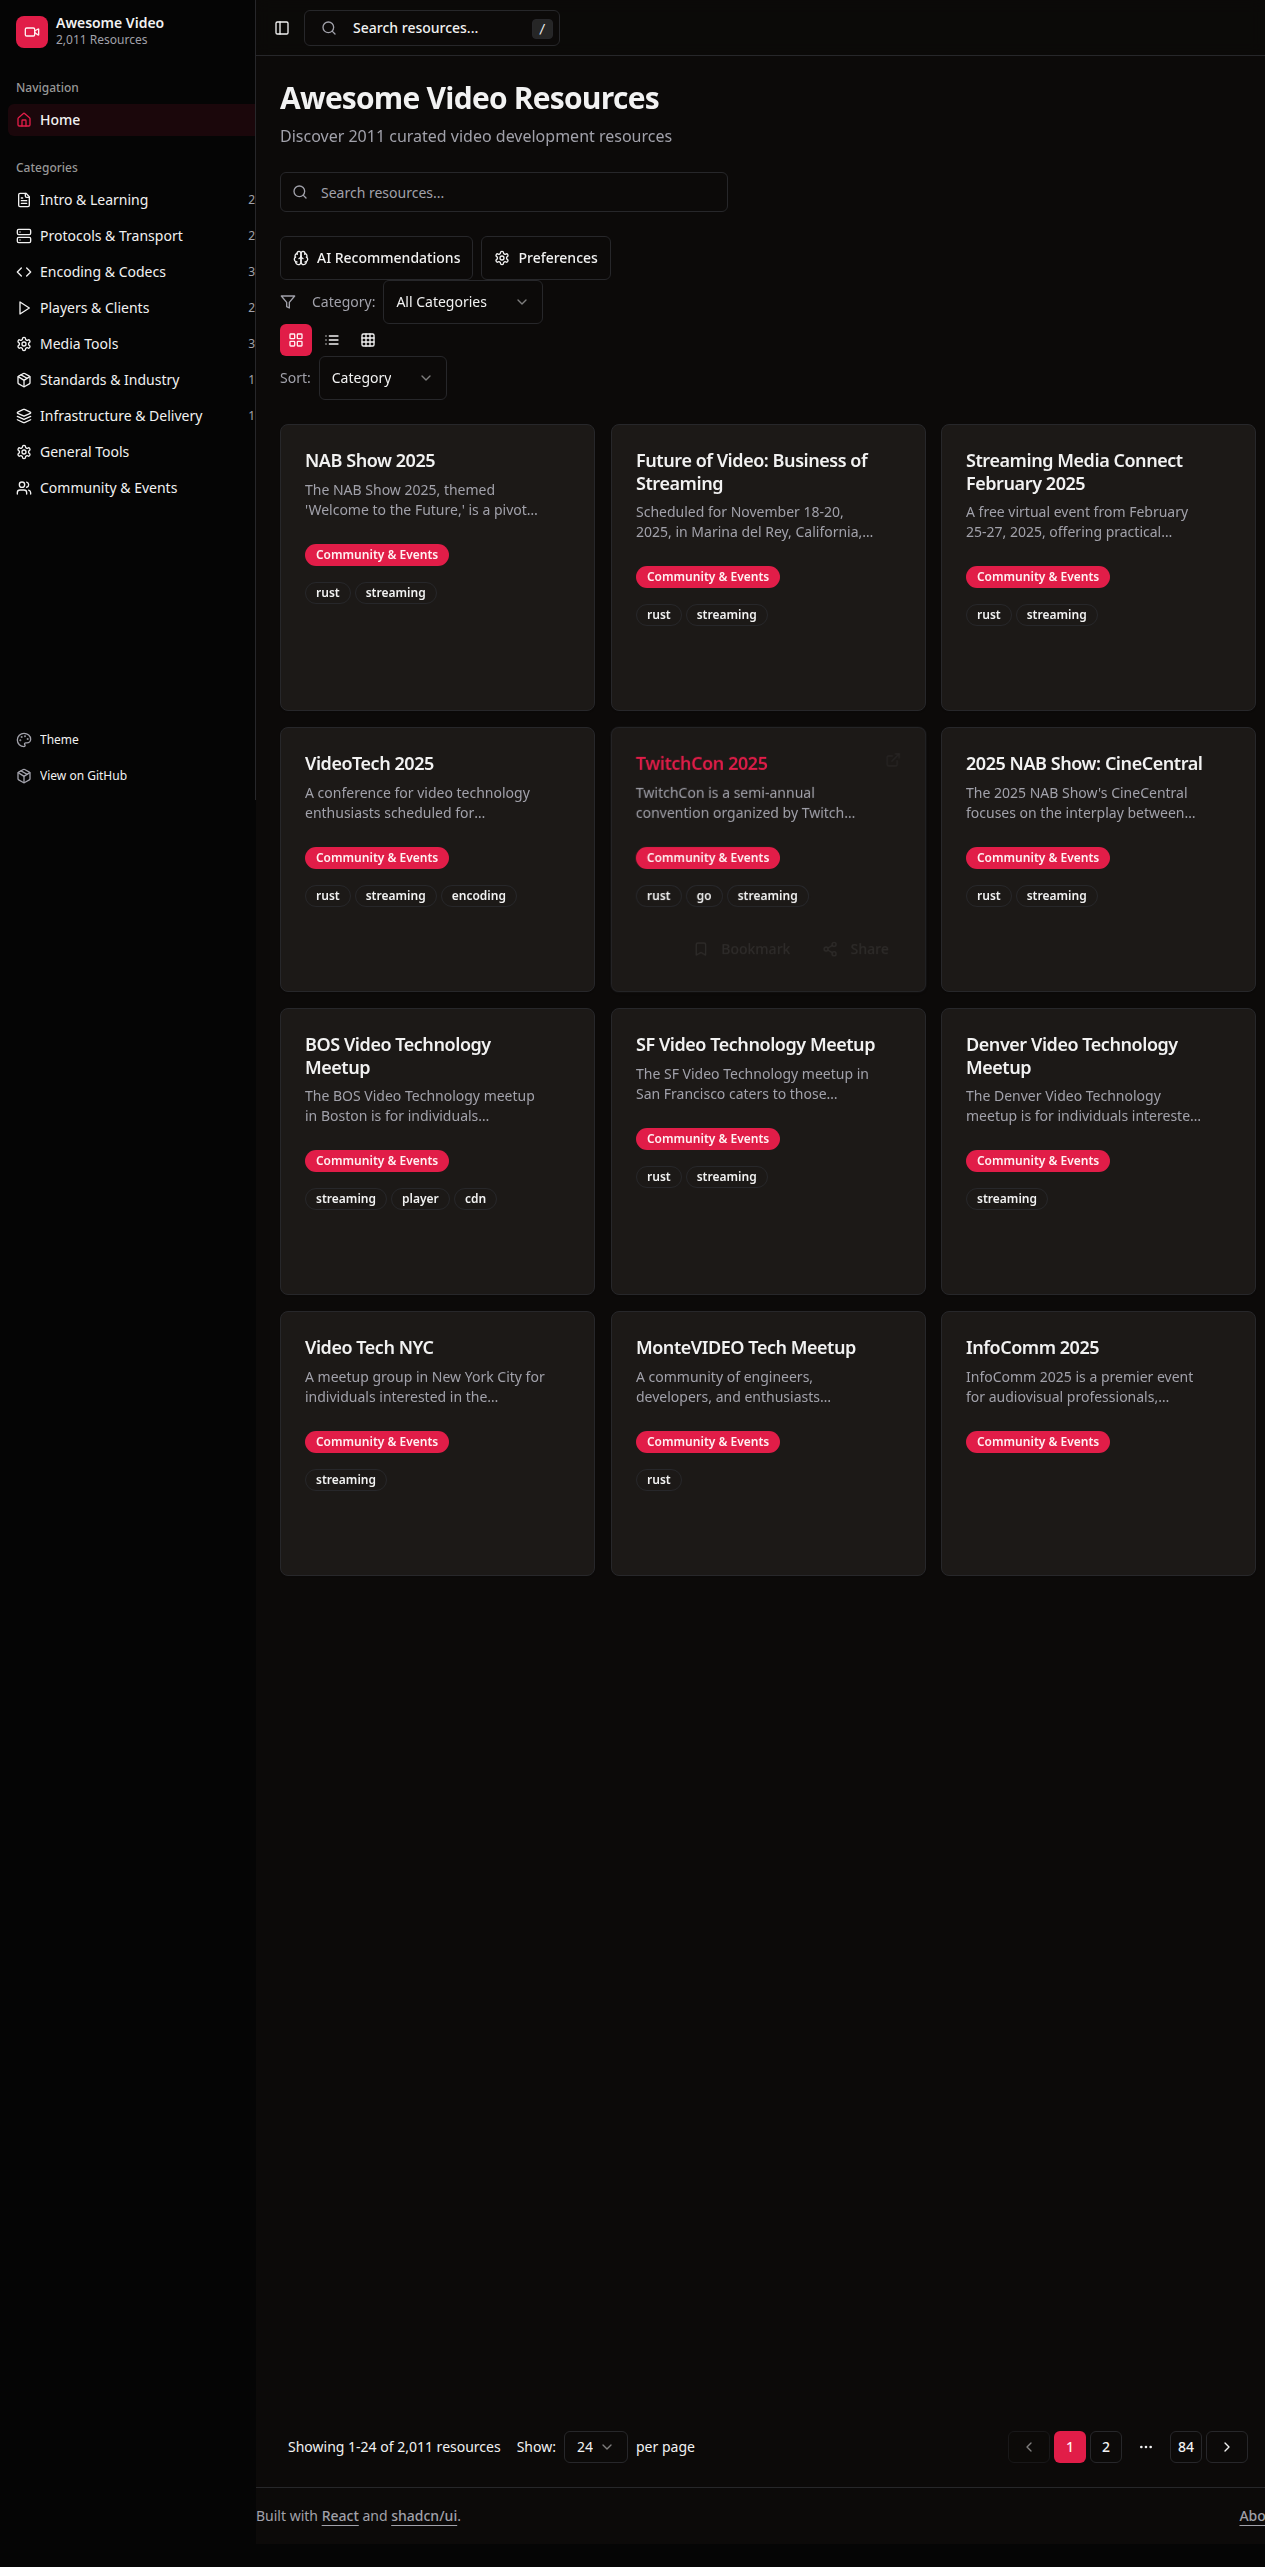 Awesome Video
2,011 Resources
Navigation
Home
Categories
Intro & Learning 2
Protocols & Transport 2
Encoding & Codecs 3
Players & Clients 2
Media Tools 3
Standards & Industry 1
Infrastructure & Delivery 1
General Tools
Community & Events
Theme
View on GitHub
Search resources... /
Awesome Video Resources
Discover 2011 curated video development resources
Search resources...
AI Recommendations Preferences
Category: All Categories
Sort: Category
NAB Show 2025
The NAB Show 2025, themed
'Welcome to the Future,' is a pivot...
Community & Events
rust streaming
Future of Video: Business of
Streaming
Scheduled for November 18-20,
2025, in Marina del Rey, California,...
Community & Events
rust streaming
Streaming Media Connect
February 2025
A free virtual event from February
25-27, 2025, offering practical...
Community & Events
rust streaming
VideoTech 2025
A conference for video technology
enthusiasts scheduled for...
Community & Events
rust streaming encoding
TwitchCon 2025
TwitchCon is a semi-annual
convention organized by Twitch...
Community & Events
rust go streaming
Bookmark Share
2025 NAB Show: CineCentral
The 2025 NAB Show's CineCentral
focuses on the interplay between...
Community & Events
rust streaming
BOS Video Technology
Meetup
The BOS Video Technology meetup
in Boston is for individuals...
Community & Events
streaming player cdn
SF Video Technology Meetup
The SF Video Technology meetup in
San Francisco caters to those...
Community & Events
rust streaming
Denver Video Technology
Meetup
The Denver Video Technology
meetup is for individuals intereste...
Community & Events
streaming
Video Tech NYC
A meetup group in New York City for
individuals interested in the...
Community & Events
streaming
MonteVIDEO Tech Meetup
A community of engineers,
developers, and enthusiasts...
Community & Events
rust
InfoComm 2025
InfoComm 2025 is a premier event
for audiovisual professionals,...
Community & Events
Showing 1-24 of 2,011 resources Show: 24 per page
1 2 ... 84
Built with React and shadcn/ui. Abo